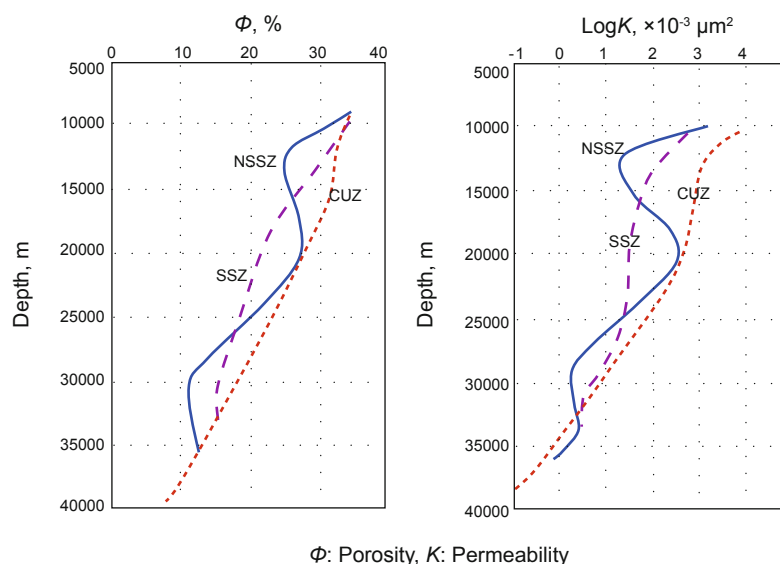 Φ, %
0 10 20 30 40
5000
10000
15000
20000
25000
30000
35000
40000
Depth, m
NSSZ
CUZ
SSZ
LogK, ×10⁻³ μm²
-1 0 1 2 3 4
5000
10000
15000
20000
25000
30000
35000
40000
Depth, m
NSSZ
CUZ
SSZ
Φ: Porosity, K: Permeability